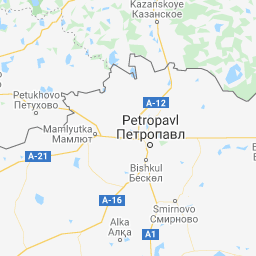 Kazanskoye
Казанское
Petukhovo
Петухово
A-12
Petropavl
Петропавл
Mamlyutka
Мамлют
A-21
Bishkul
Бескөл
A-16
Smirnovo
Смирново
Alka
Алқа
A1